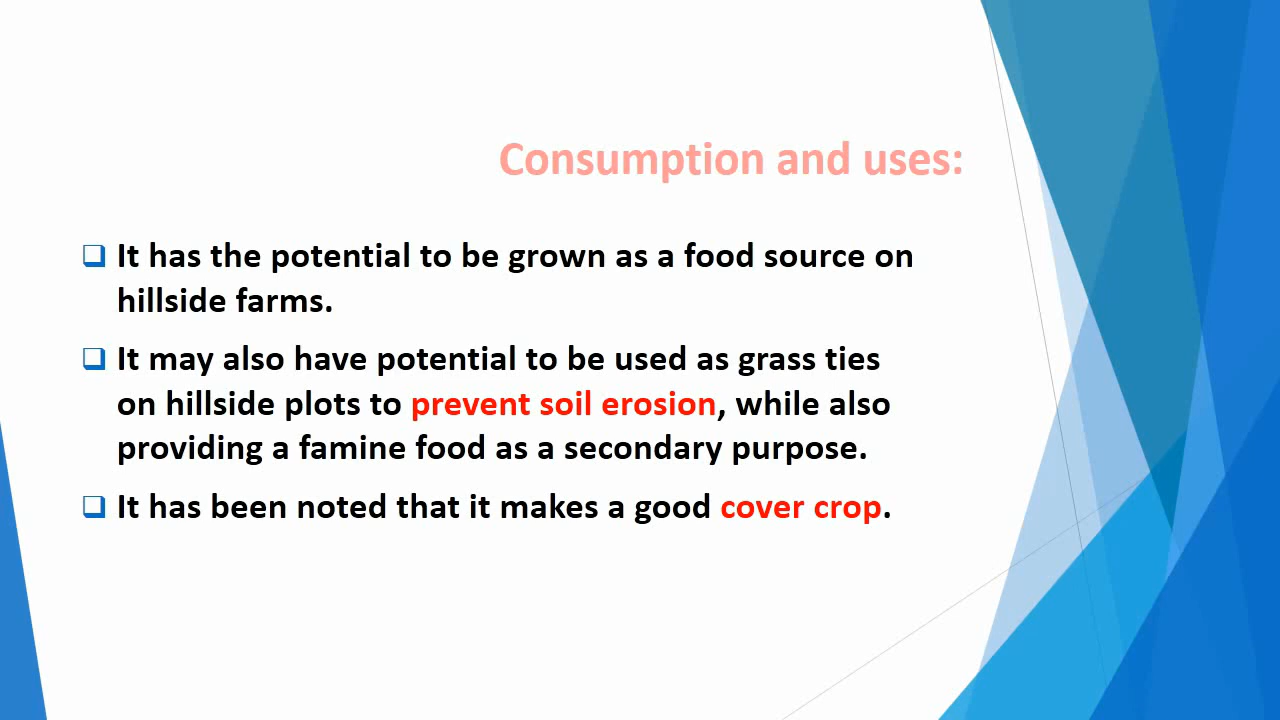 Consumption and uses:
It has the potential to be grown as a food source on
hillside farms.
It may also have potential to be used as grass ties
on hillside plots to prevent soil erosion, while also
providing a famine food as a secondary purpose.
It has been noted that it makes a good cover crop.